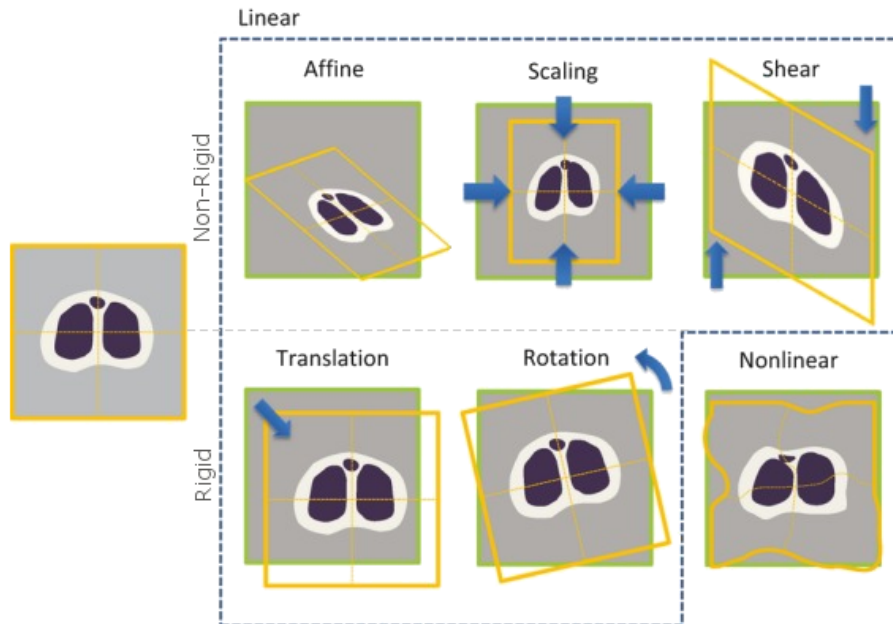 Linear
Affine
Scaling
Shear
Non-Rigid
Translation
Rotation
Nonlinear
Rigid